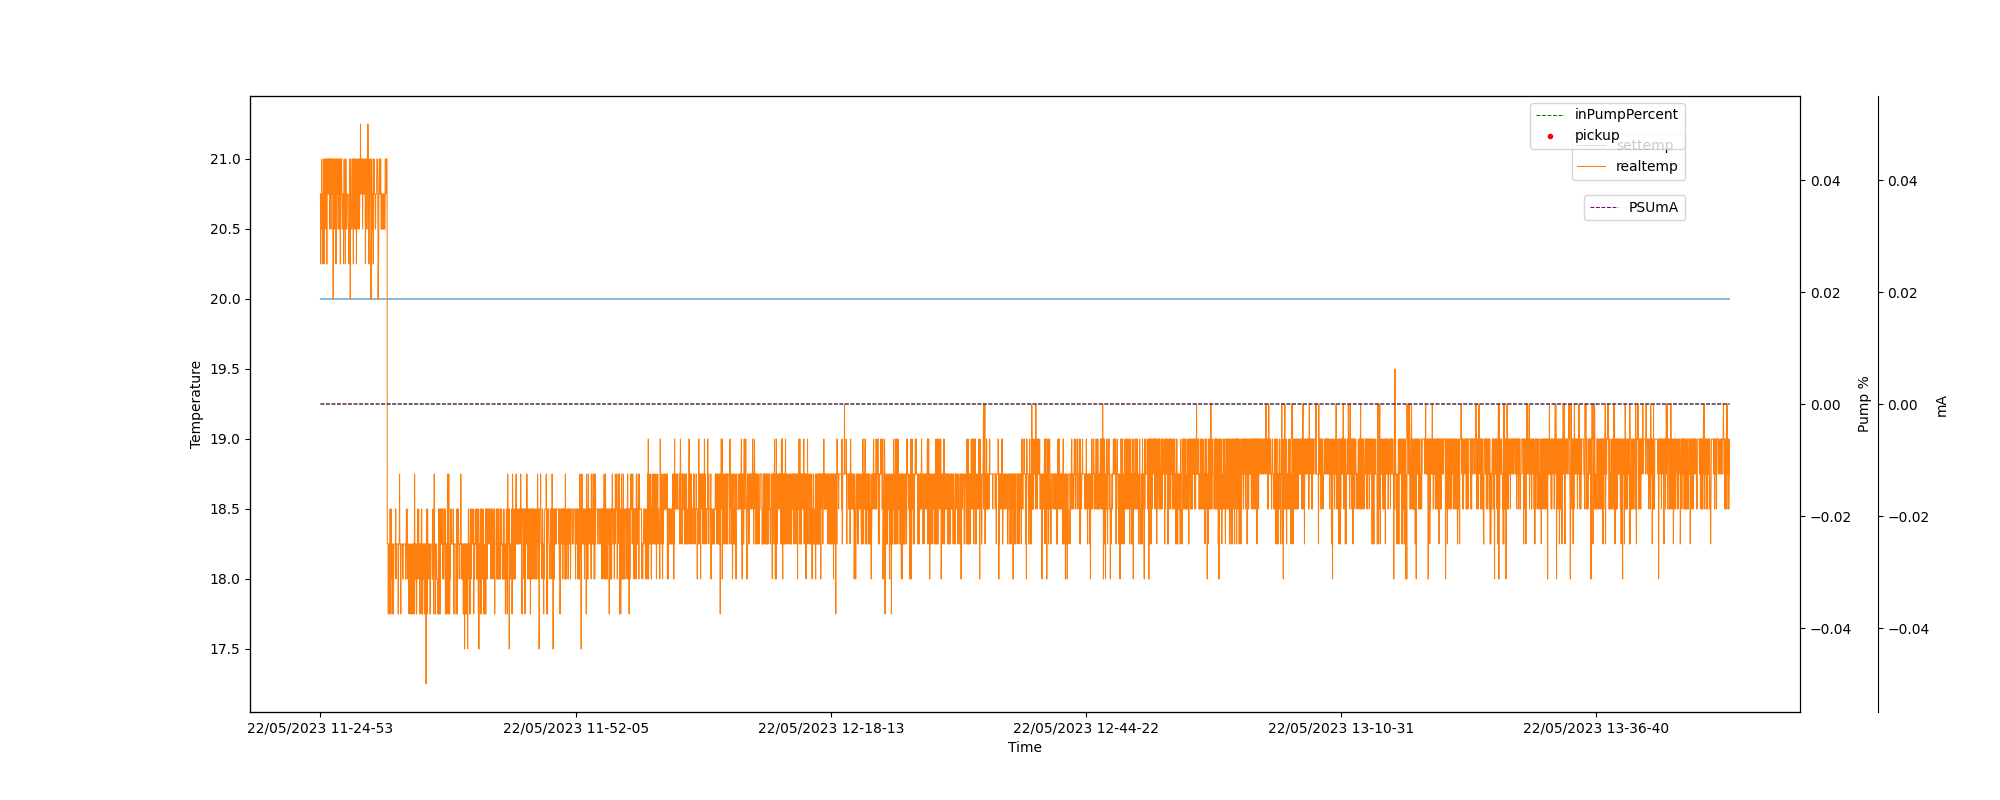 inPumpPercent
pickup
settemp
realtemp
PSUmA
21.0
20.5
20.0
19.5
19.0
18.5
18.0
17.5
Temperature
0.04
0.02
0.00
−0.02
−0.04
Pump %
0.04
0.02
0.00
−0.02
−0.04
mA
22/05/2023 11-24-53
22/05/2023 11-52-05
22/05/2023 12-18-13
22/05/2023 12-44-22
22/05/2023 13-10-31
22/05/2023 13-36-40
Time